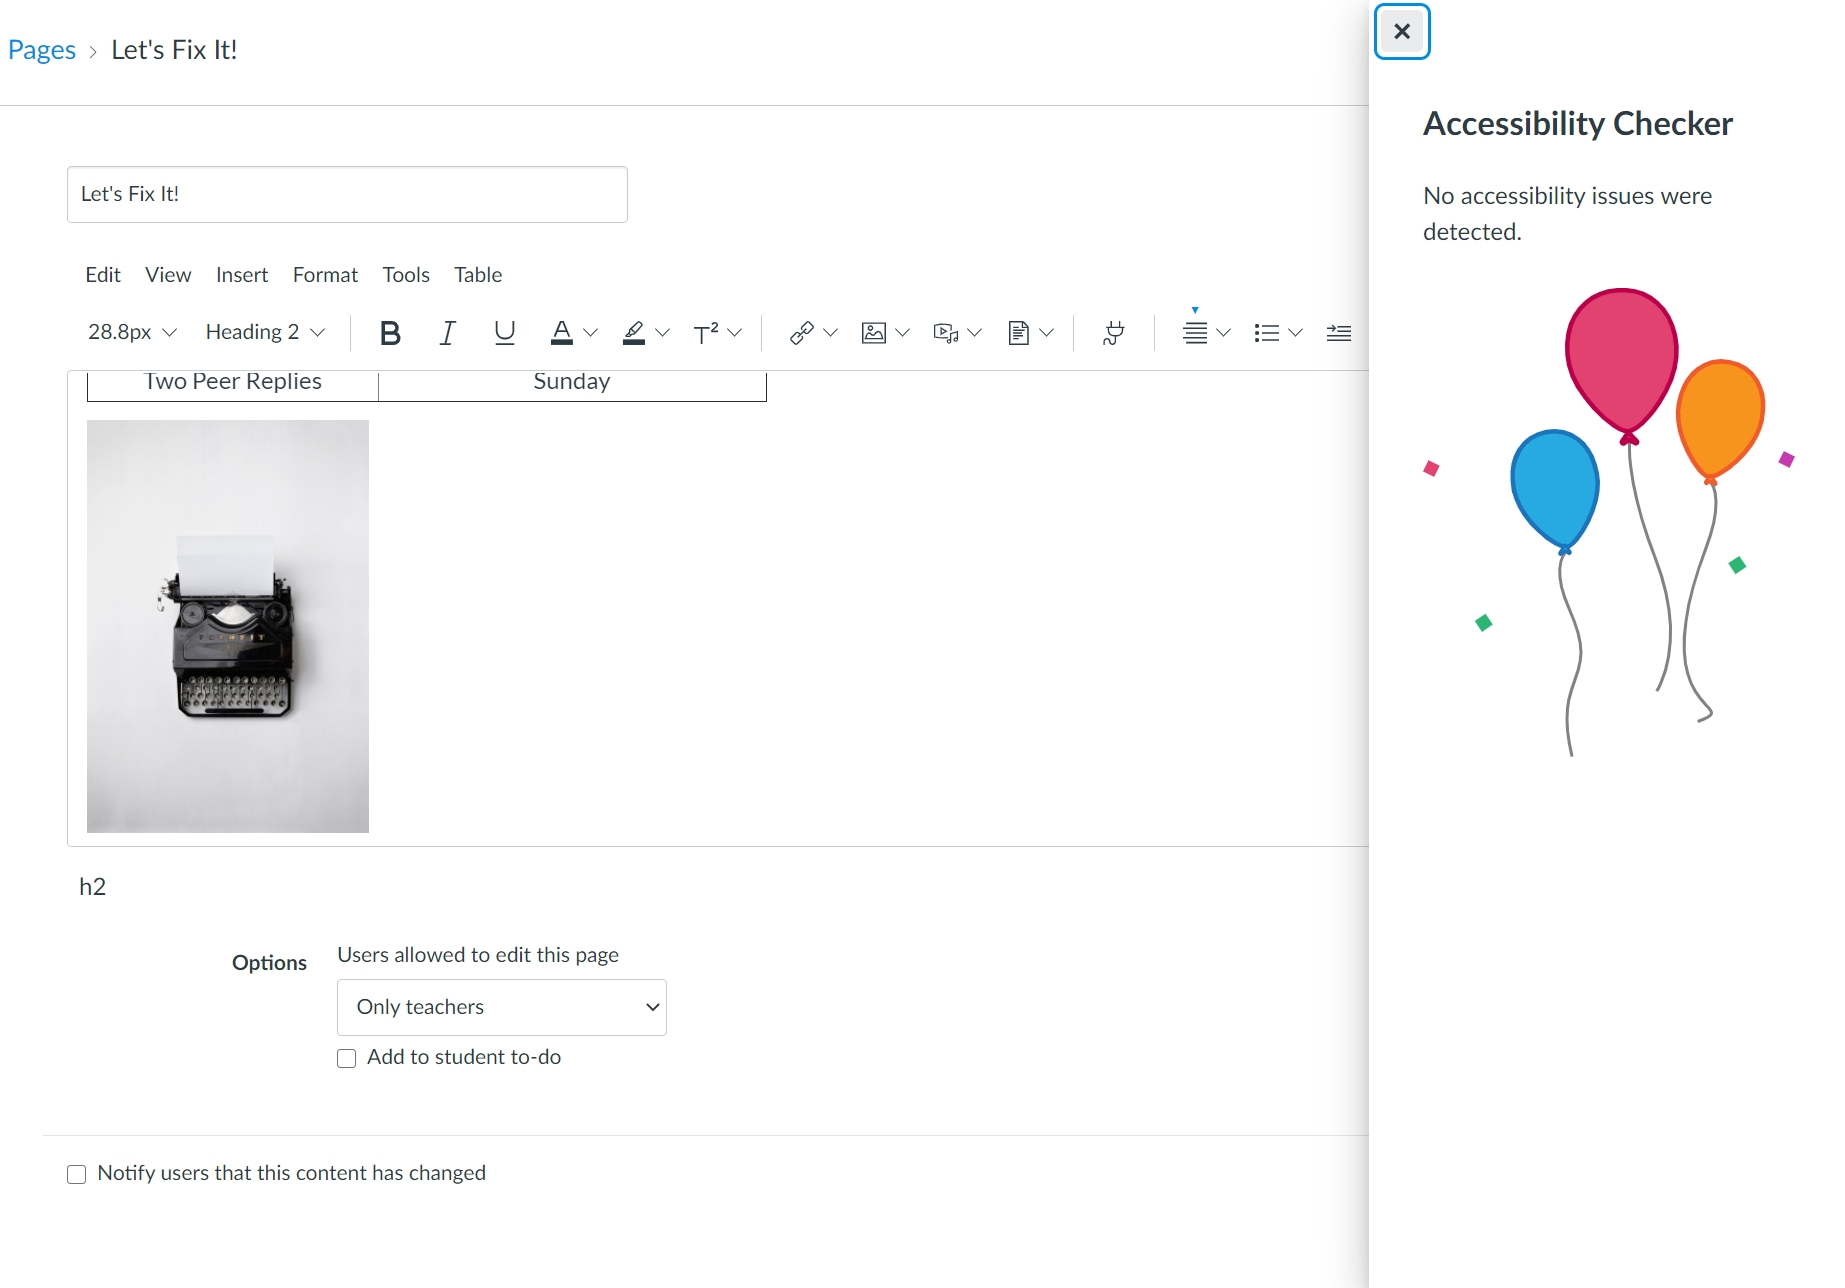 Pages > Let's Fix It!
Let's Fix It!
Edit View Insert Format Tools Table
28.8px Heading 2 B I U A T²
Two Peer Replies Sunday
h2
Options Users allowed to edit this page
Only teachers
Add to student to-do
Notify users that this content has changed
Accessibility Checker
No accessibility issues were
detected.